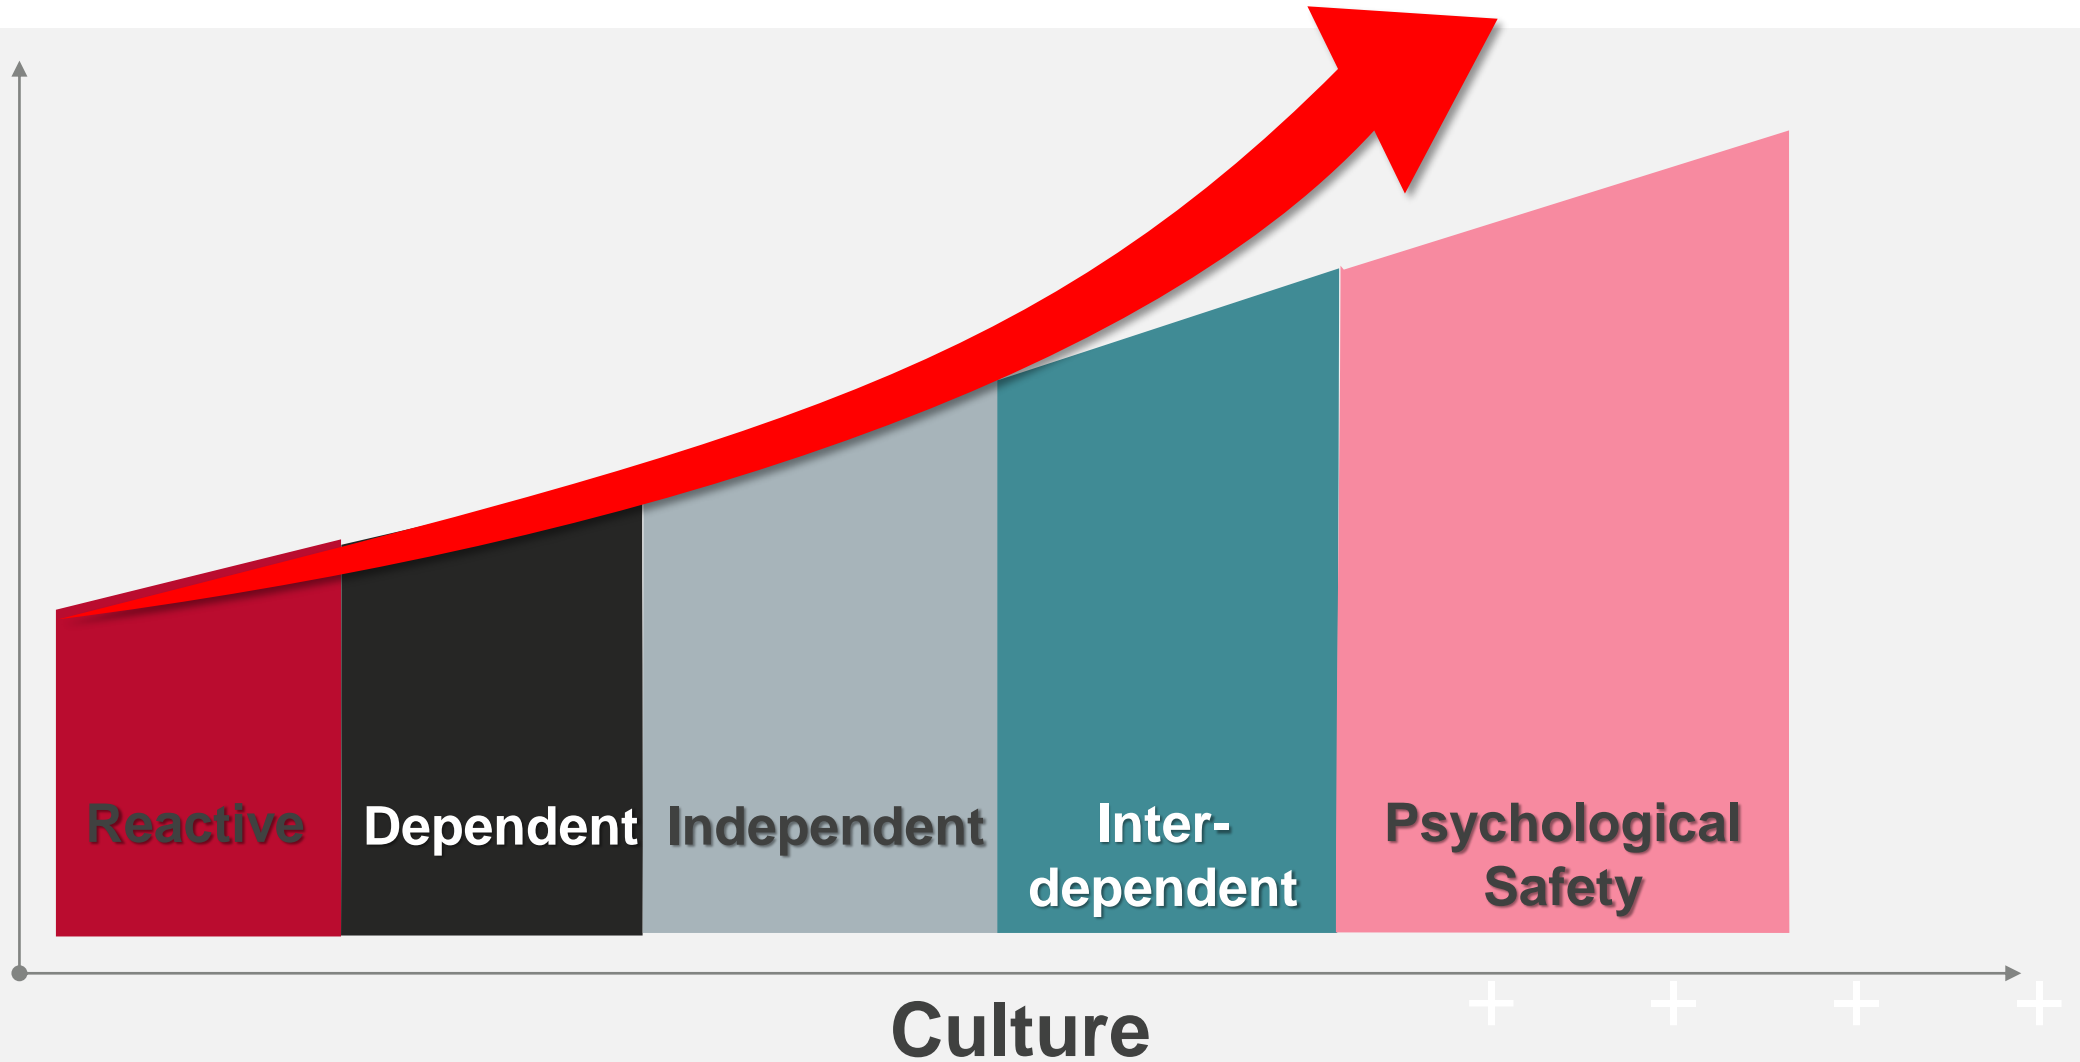 Reactive
Dependent
Independent
Inter-
dependent
Psychological
Safety
Culture